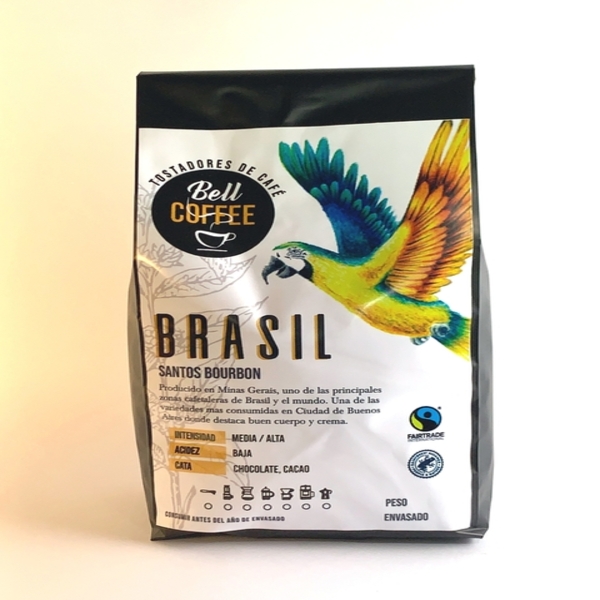 TOSTADORES DE CAFÉ
Bell
COFFEE
BRASIL
SANTOS BOURBON
Producido en Minas Gerais, uno de las principales
zonas cafetaleras de Brasil y el mundo. Una de las
variedades mas consumidas en Ciudad de Buenos
Aires donde destaca buen cuerpo y crema.
INTENSIDAD MEDIA / ALTA
ACIDEZ BAJA
CATA CHOCOLATE, CACAO
FAIRTRADE
PESO
ENVASADO
CONSUMIR ANTES DEL AÑO DE ENVASADO